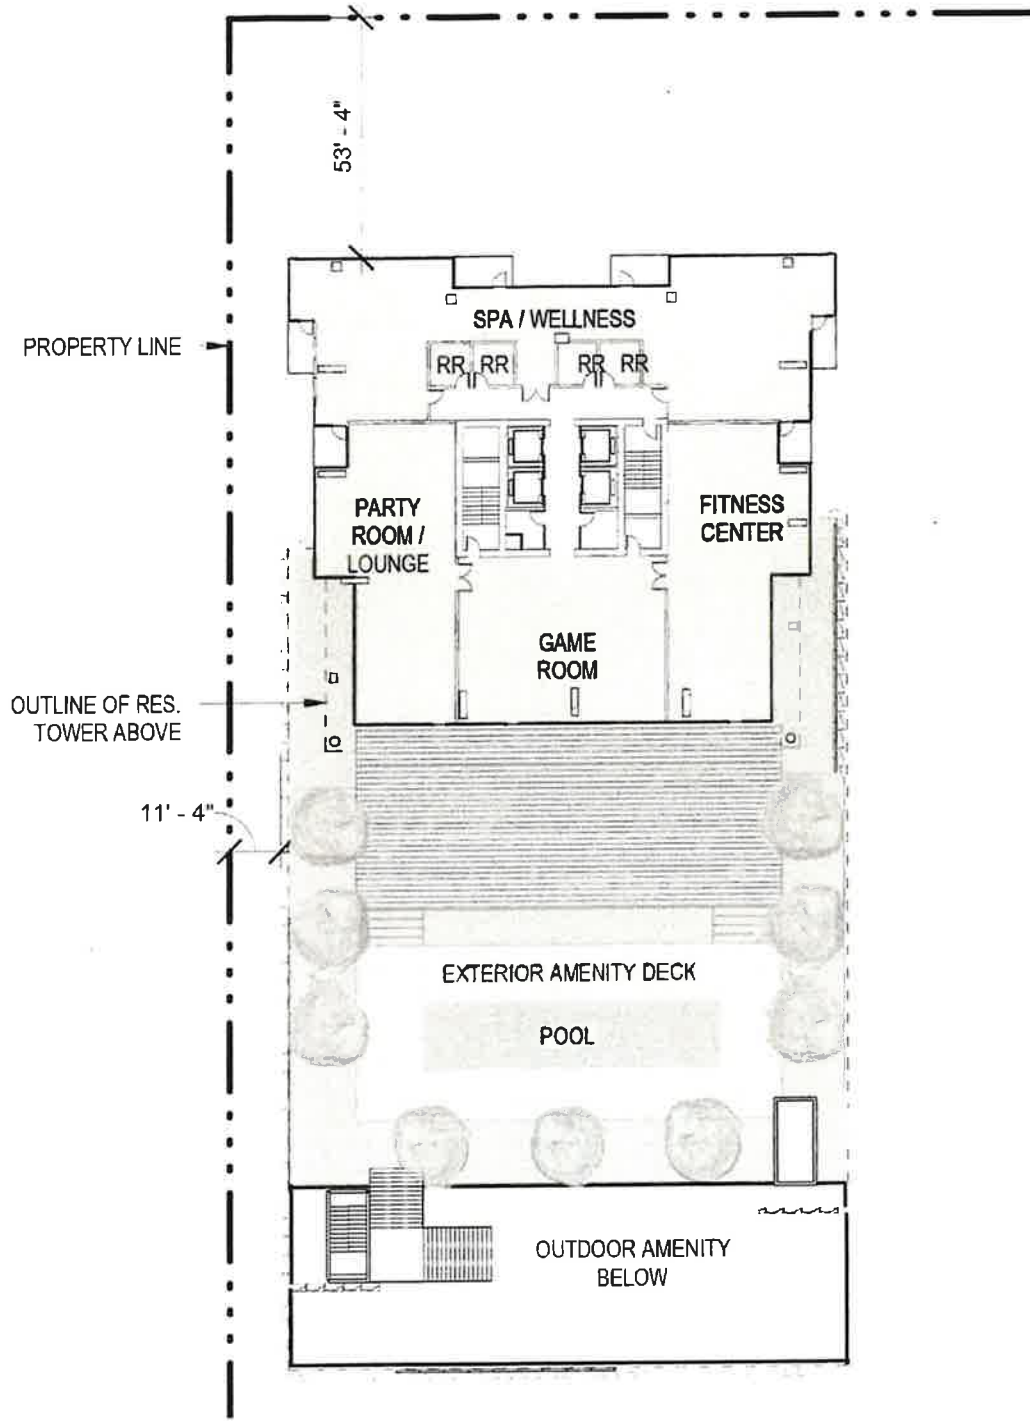 53' - 4"
SPA / WELLNESS
PROPERTY LINE
RR RR RR RR
PARTY
ROOM /
LOUNGE
FITNESS
CENTER
GAME
ROOM
OUTLINE OF RES.
TOWER ABOVE
11' - 4"
EXTERIOR AMENITY DECK
POOL
OUTDOOR AMENITY
BELOW